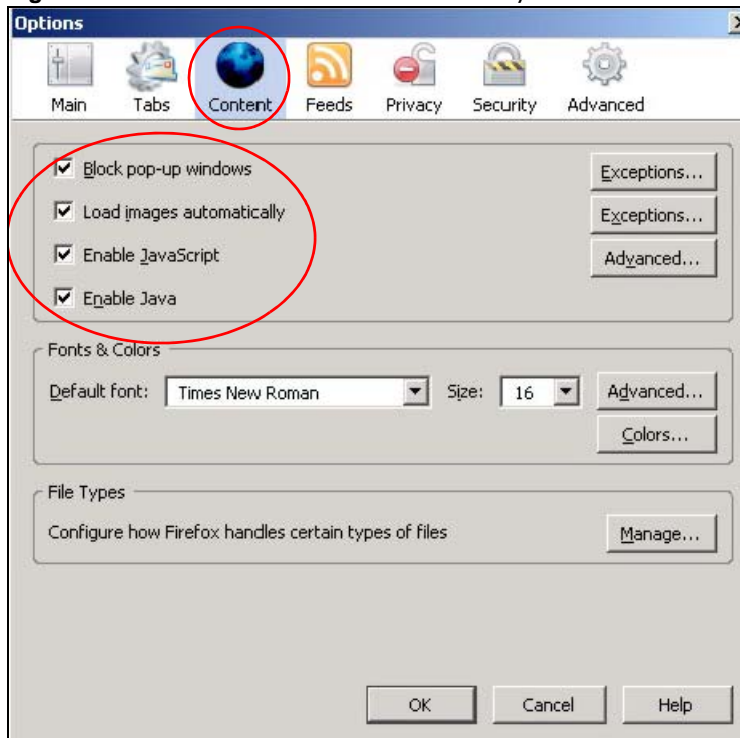 Options
Main Tabs Content Feeds Privacy Security Advanced
Block pop-up windows Exceptions...
Load images automatically Exceptions...
Enable JavaScript Advanced...
Enable Java
Fonts & Colors
Default font: Times New Roman Size: 16 Advanced...
Colors...
File Types
Configure how Firefox handles certain types of files Manage...
OK Cancel Help